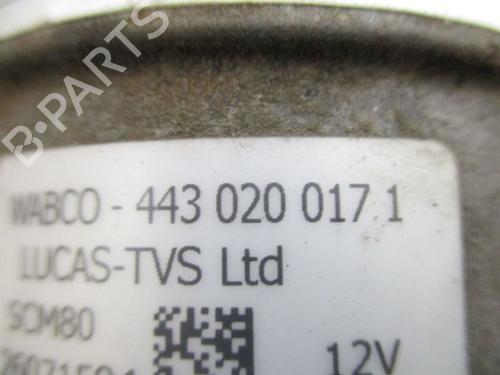 B-PARTS
WABCO - 443 020 017 1
LUCAS-TVS Ltd
SCM80
12V